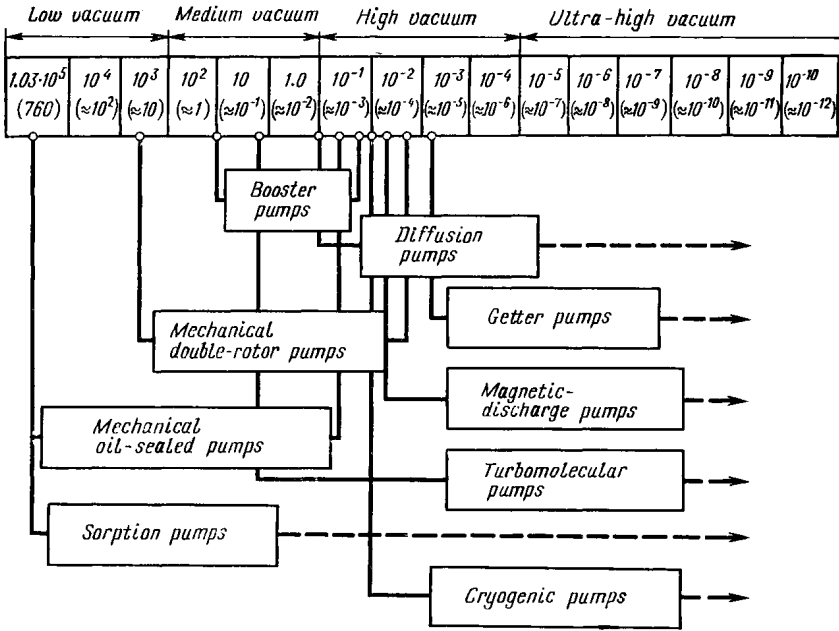 Low vacuum Medium vacuum High vacuum Ultra-high vacuum
1.03·10⁵ 10⁴ 10³ 10² 10 1.0 10⁻¹ 10⁻² 10⁻³ 10⁻⁴ 10⁻⁵ 10⁻⁶ 10⁻⁷ 10⁻⁸ 10⁻⁹ 10⁻¹⁰
(760) (≈10²) (≈10) (≈1) (≈10⁻¹) (≈10⁻²) (≈10⁻³) (≈10⁻⁴) (≈10⁻⁵) (≈10⁻⁶) (≈10⁻⁷) (≈10⁻⁸) (≈10⁻⁹) (≈10⁻¹⁰) (≈10⁻¹¹) (≈10⁻¹²)
Booster
pumps
Diffusion
pumps
Getter pumps
Mechanical
double-rotor pumps
Magnetic-
discharge pumps
Mechanical
oil-sealed pumps
Turbomolecular
pumps
Sorption pumps
Cryogenic pumps